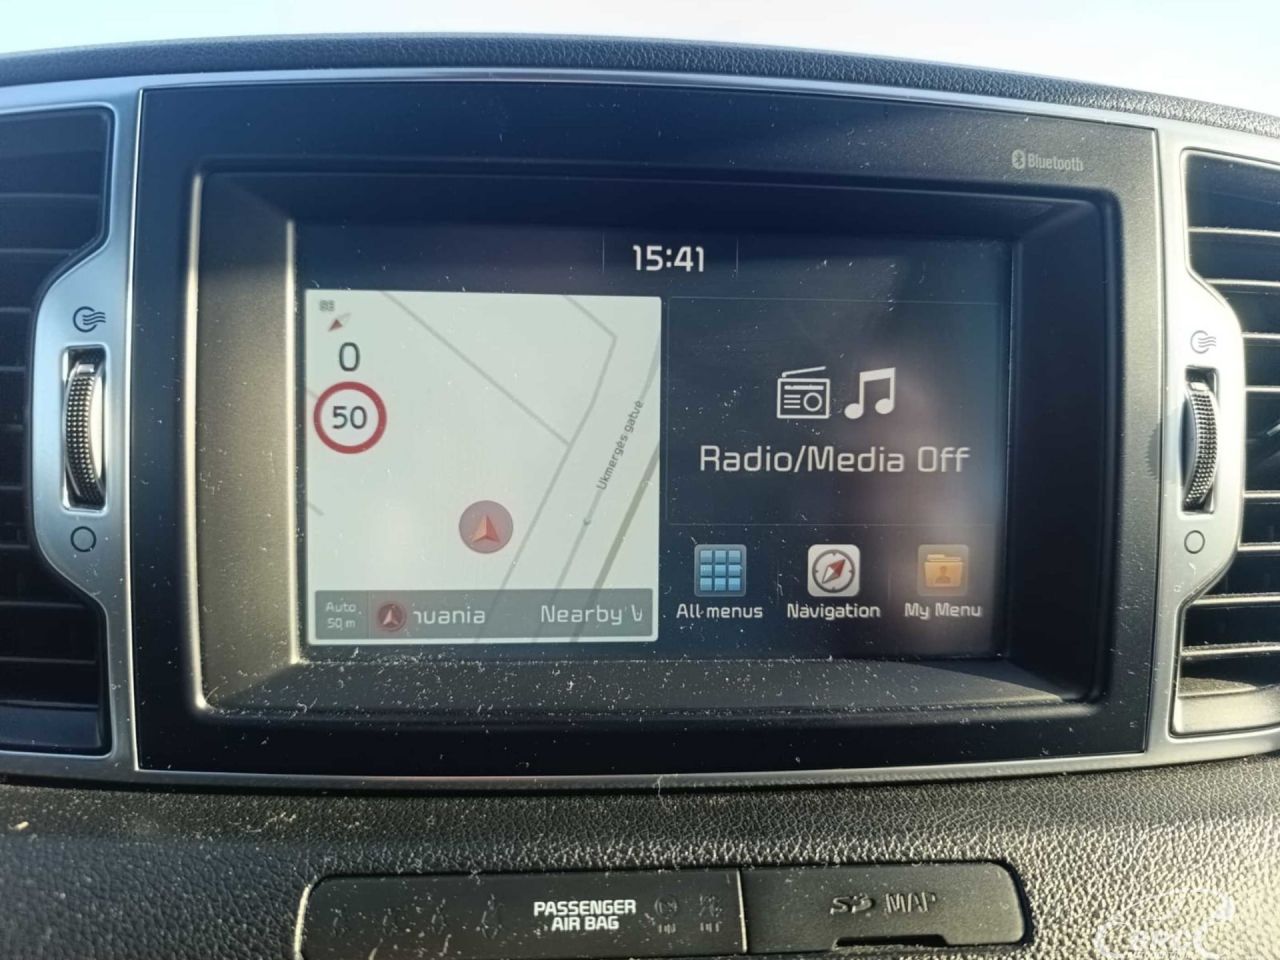 Bluetooth
15:41
0
50
Ukmergės gatvė
Radio/Media Off
All menus
Navigation
My Menu
Auto
50 m
huania
Nearby V
PASSENGER
AIR BAG
SD MAP